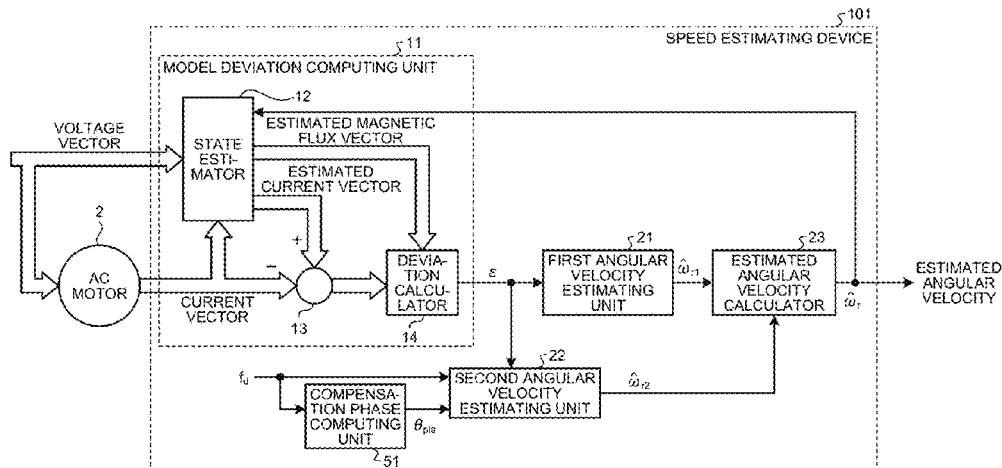 101
SPEED ESTIMATING DEVICE
11
MODEL DEVIATION COMPUTING UNIT
12
VOLTAGE
VECTOR
STATE
ESTI-
MATOR
ESTIMATED MAGNETIC
FLUX VECTOR
ESTIMATED
CURRENT VECTOR
2
AC
MOTOR
+
−
CURRENT
VECTOR
13
DEVIA-
TION
CALCU-
LATOR
14
ε
21
FIRST ANGULAR
VELOCITY
ESTIMATING
UNIT
ω̂r1
23
ESTIMATED
ANGULAR
VELOCITY
CALCULATOR
ω̂r
ESTIMATED
ANGULAR
VELOCITY
22
SECOND ANGULAR
VELOCITY
ESTIMATING UNIT
ω̂r2
fd
COMPENSA-
TION PHASE
COMPUTING
UNIT
θpls
51